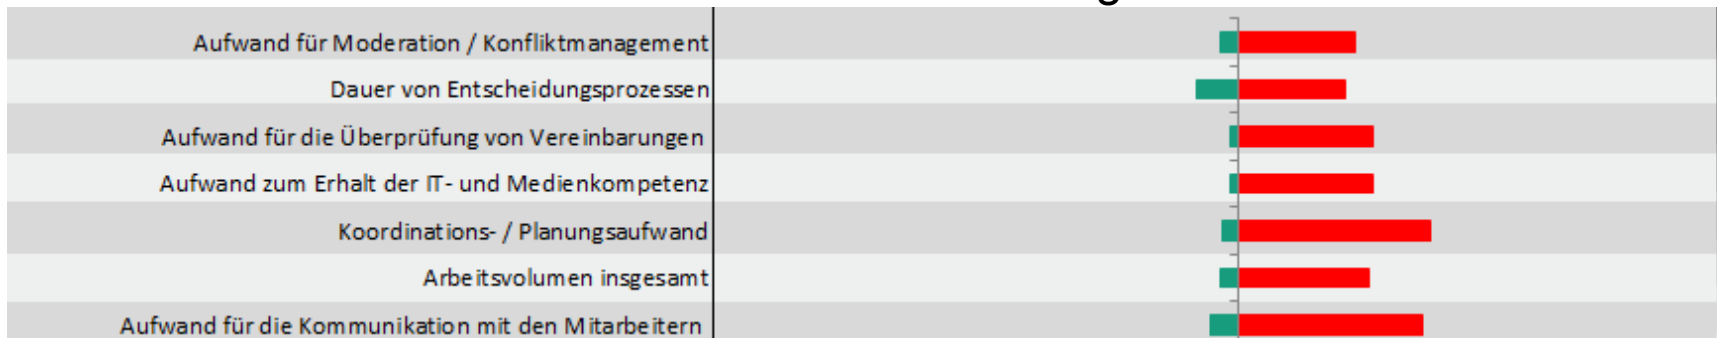 Aufwand für Moderation / Konfliktmanagement
Dauer von Entscheidungsprozessen
Aufwand für die Überprüfung von Vereinbarungen
Aufwand zum Erhalt der IT- und Medienkompetenz
Koordinations- / Planungsaufwand
Arbeitsvolumen insgesamt
Aufwand für die Kommunikation mit den Mitarbeitern